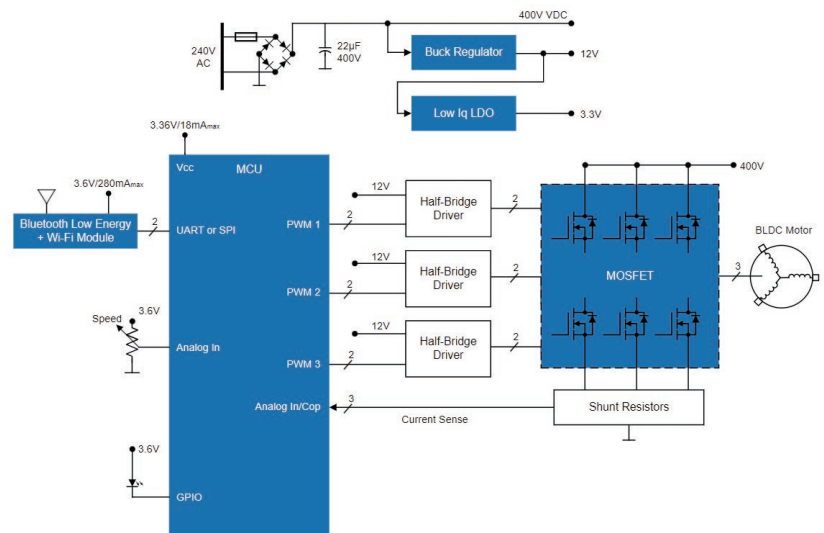 400V VDC
240V
AC
22µF
400V
Buck Regulator
12V
Low Iq LDO
3.3V
3.36V/18mAmax
Vcc
MCU
3.6V/280mAmax
Bluetooth Low Energy
+ Wi-Fi Module
2
UART or SPI
PWM 1
2
12V
Half-Bridge
Driver
2
400V
MOSFET
BLDC Motor
3
PWM 2
2
12V
Half-Bridge
Driver
2
Speed
3.6V
Analog In
PWM 3
2
12V
Half-Bridge
Driver
2
Analog In/Cop
3
Current Sense
Shunt Resistors
3.6V
GPIO